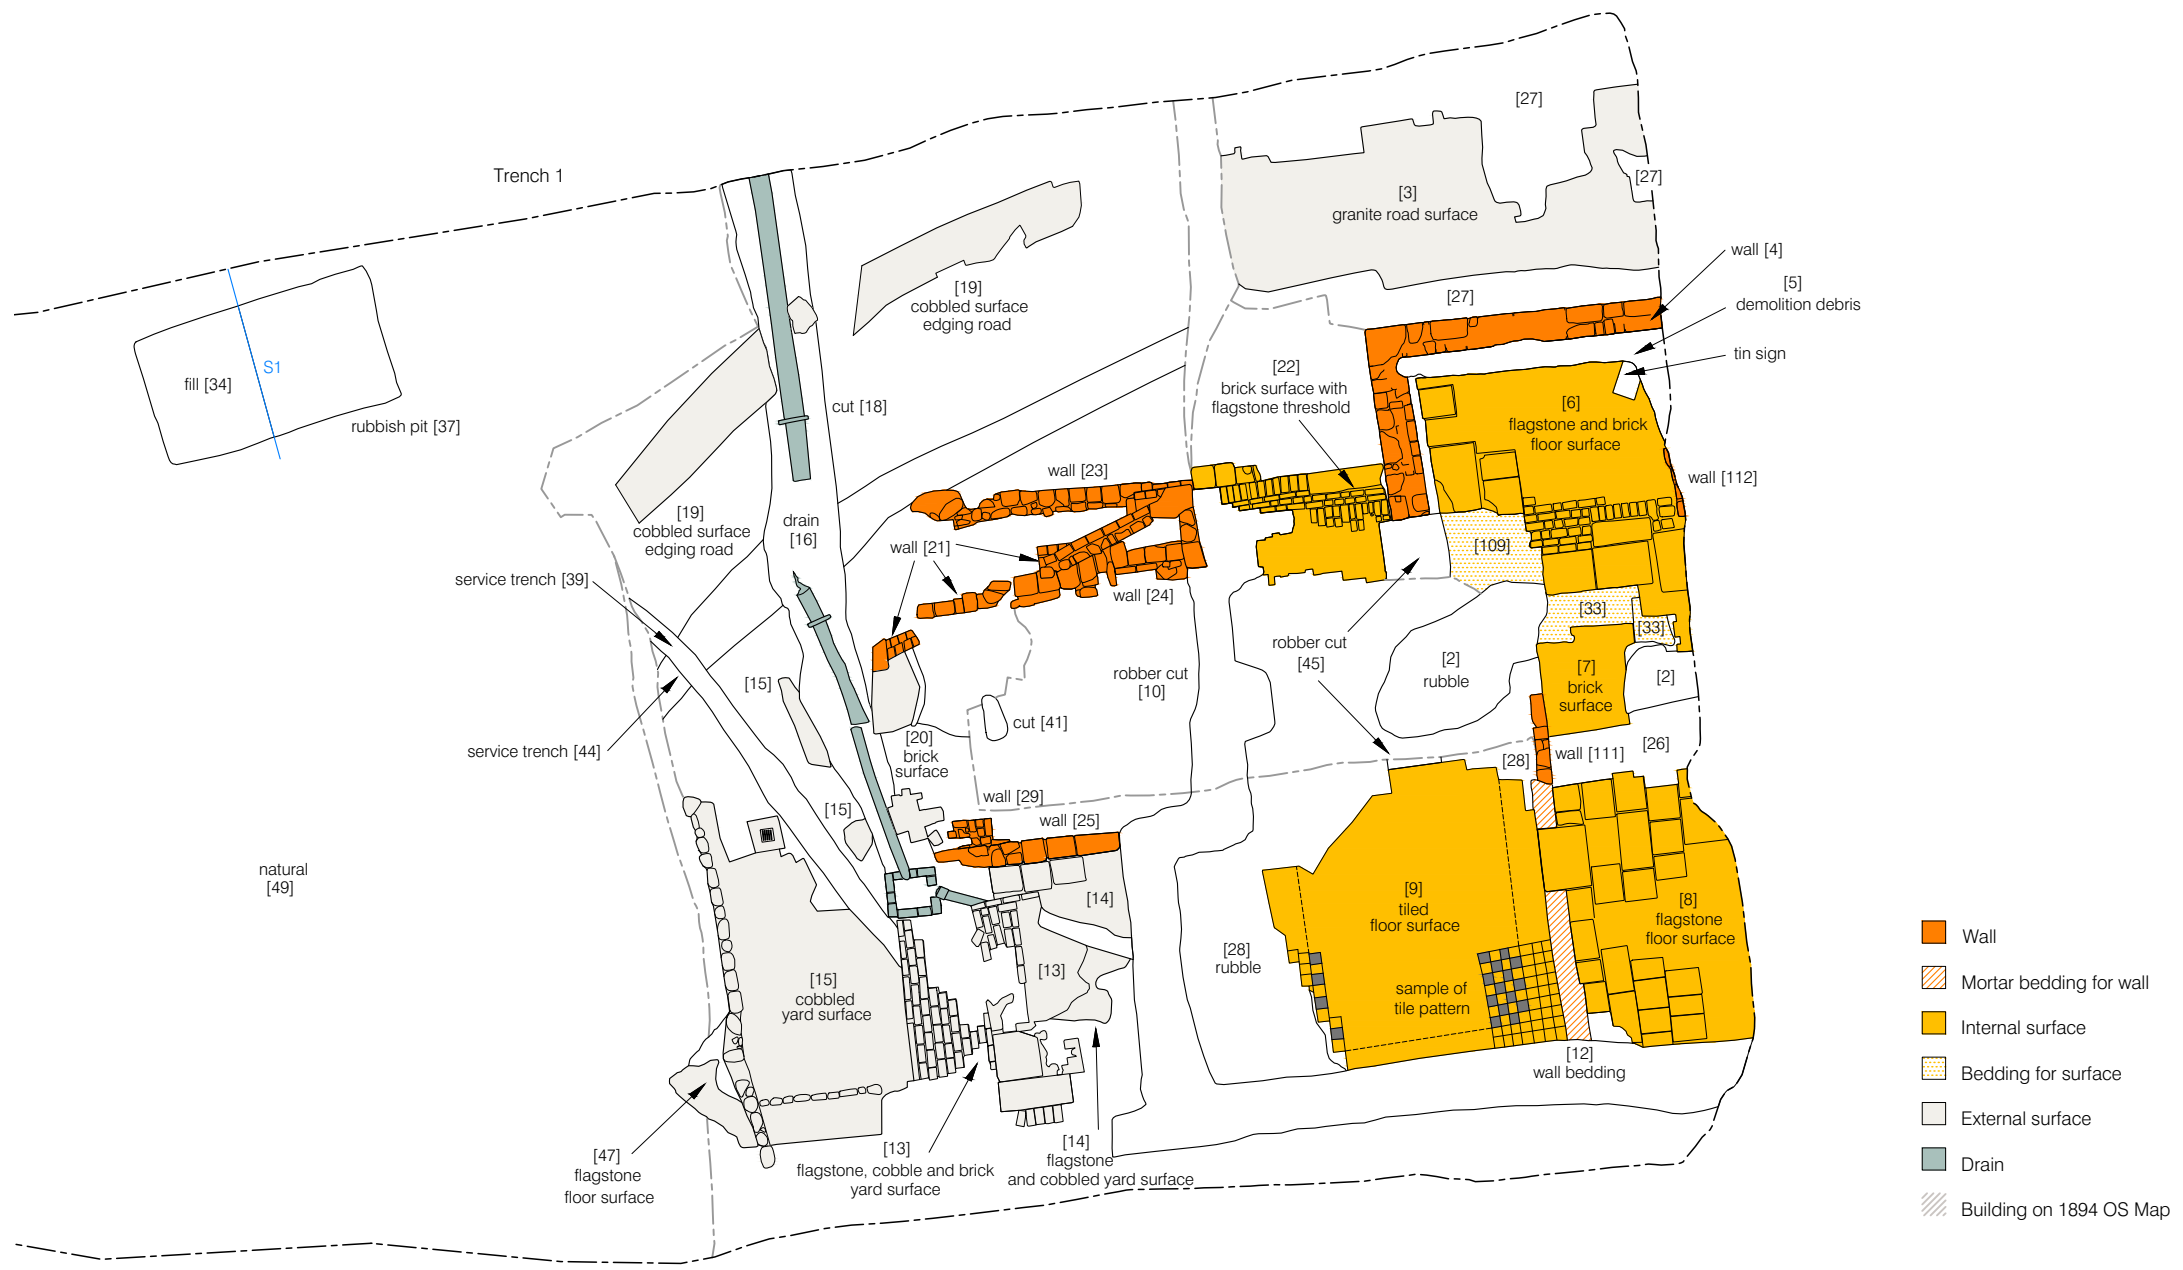 Trench 1
[27]
[27]
[3]
granite road surface
wall [4]
[5]
demolition debris
tin sign
[27]
[19]
cobbled surface
edging road
S1
fill [34]
rubbish pit [37]
cut [18]
[22]
brick surface with
flagstone threshold
[6]
flagstone and brick
floor surface
wall [23]
wall [112]
[19]
cobbled surface
edging road
drain
[16]
wall [21]
[109]
service trench [39]
wall [24]
[33]
[33]
robber cut
[45]
[2]
rubble
[7]
brick
surface
[2]
[15]
robber cut
[10]
cut [41]
service trench [44]
[20]
brick
surface
[28]
wall [111]
[26]
wall [29]
[15]
wall [25]
natural
[49]
[14]
[9]
tiled
floor surface
[8]
flagstone
floor surface
[28]
rubble
[13]
[15]
cobbled
yard surface
sample of
tile pattern
[12]
wall bedding
[47]
flagstone
floor surface
[13]
flagstone, cobble and brick
yard surface
[14]
flagstone
and cobbled yard surface
Wall
Mortar bedding for wall
Internal surface
Bedding for surface
External surface
Drain
Building on 1894 OS Map